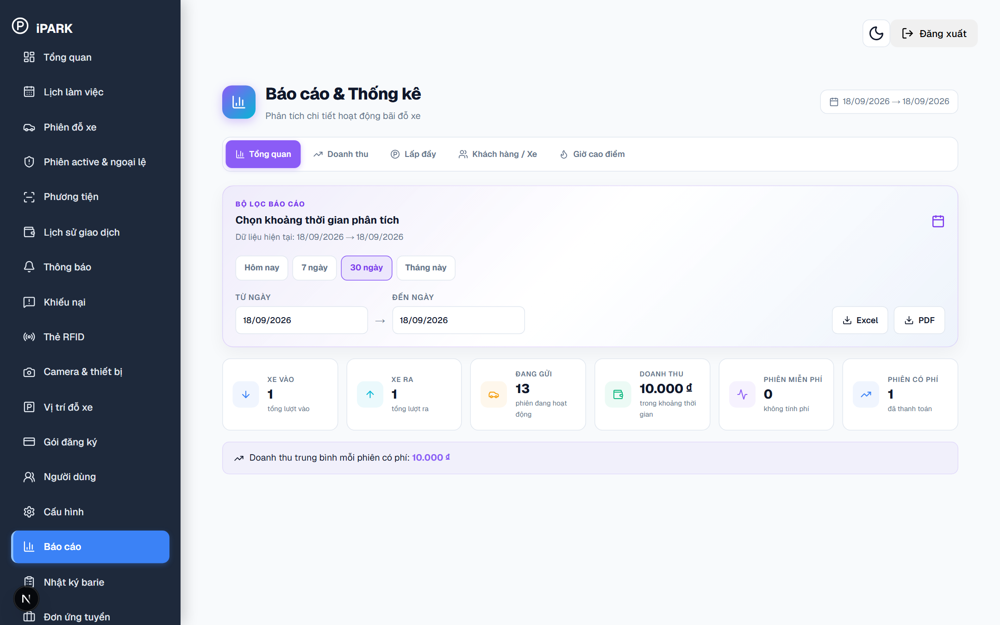 iPARK
Tổng quan
Lịch làm việc
Phiên đỗ xe
Phiên active & ngoại lệ
Phương tiện
Lịch sử giao dịch
Thông báo
Khiếu nại
Thẻ RFID
Camera & thiết bị
Vị trí đỗ xe
Gói đăng ký
Người dùng
Cấu hình
Báo cáo
Nhật ký barie
Đơn ứng tuyển
Đăng xuất
Báo cáo & Thống kê
Phân tích chi tiết hoạt động bãi đỗ xe
18/09/2026 → 18/09/2026
Tổng quan Doanh thu Lấp đầy Khách hàng / Xe Giờ cao điểm
BỘ LỌC BÁO CÁO
Chọn khoảng thời gian phân tích
Dữ liệu hiện tại: 18/09/2026 → 18/09/2026
Hôm nay 7 ngày 30 ngày Tháng này
TỪ NGÀY ĐẾN NGÀY
18/09/2026 → 18/09/2026 Excel PDF
XE VÀO
1
tổng lượt vào
XE RA
1
tổng lượt ra
ĐANG GỬI
13
phiên đang hoạt
động
DOANH THU
10.000 ₫
trong khoảng thời
gian
PHIÊN MIỄN PHÍ
0
không tính phí
PHIÊN CÓ PHÍ
1
đã thanh toán
Doanh thu trung bình mỗi phiên có phí: 10.000 ₫